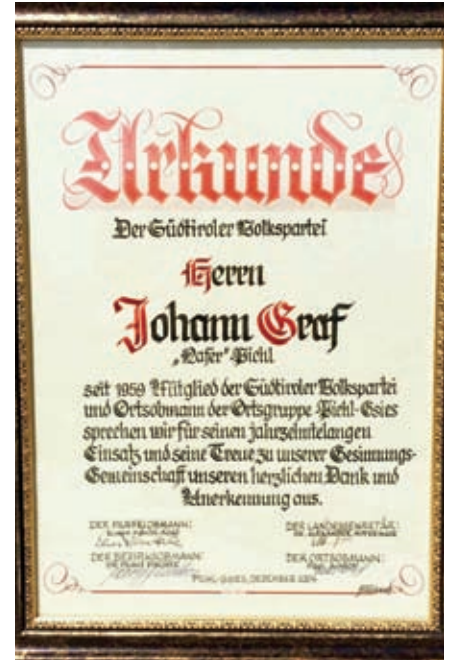 Urkunde
Der Südtiroler Volkspartei
Herrn
Johann Graf
-Pichl
seit 1959 Mitglied der Südtiroler Volkspartei
und Ortsobmann der Ortsgruppe Pichl-Gsies
sprechen wir für seinen jahrzehntelangen
Einsatz und seine Treue zu unserer Gesinnungs-
Gemeinschaft unseren herzlichen Dank und
Anerkennung aus.
DER PARTEIOBMANN: DER LANDESSEKRETÄR:
DER BEZIRKSOBMANN: DER ORTSOBMANN:
PICHL-GSIES, DEZEMBER